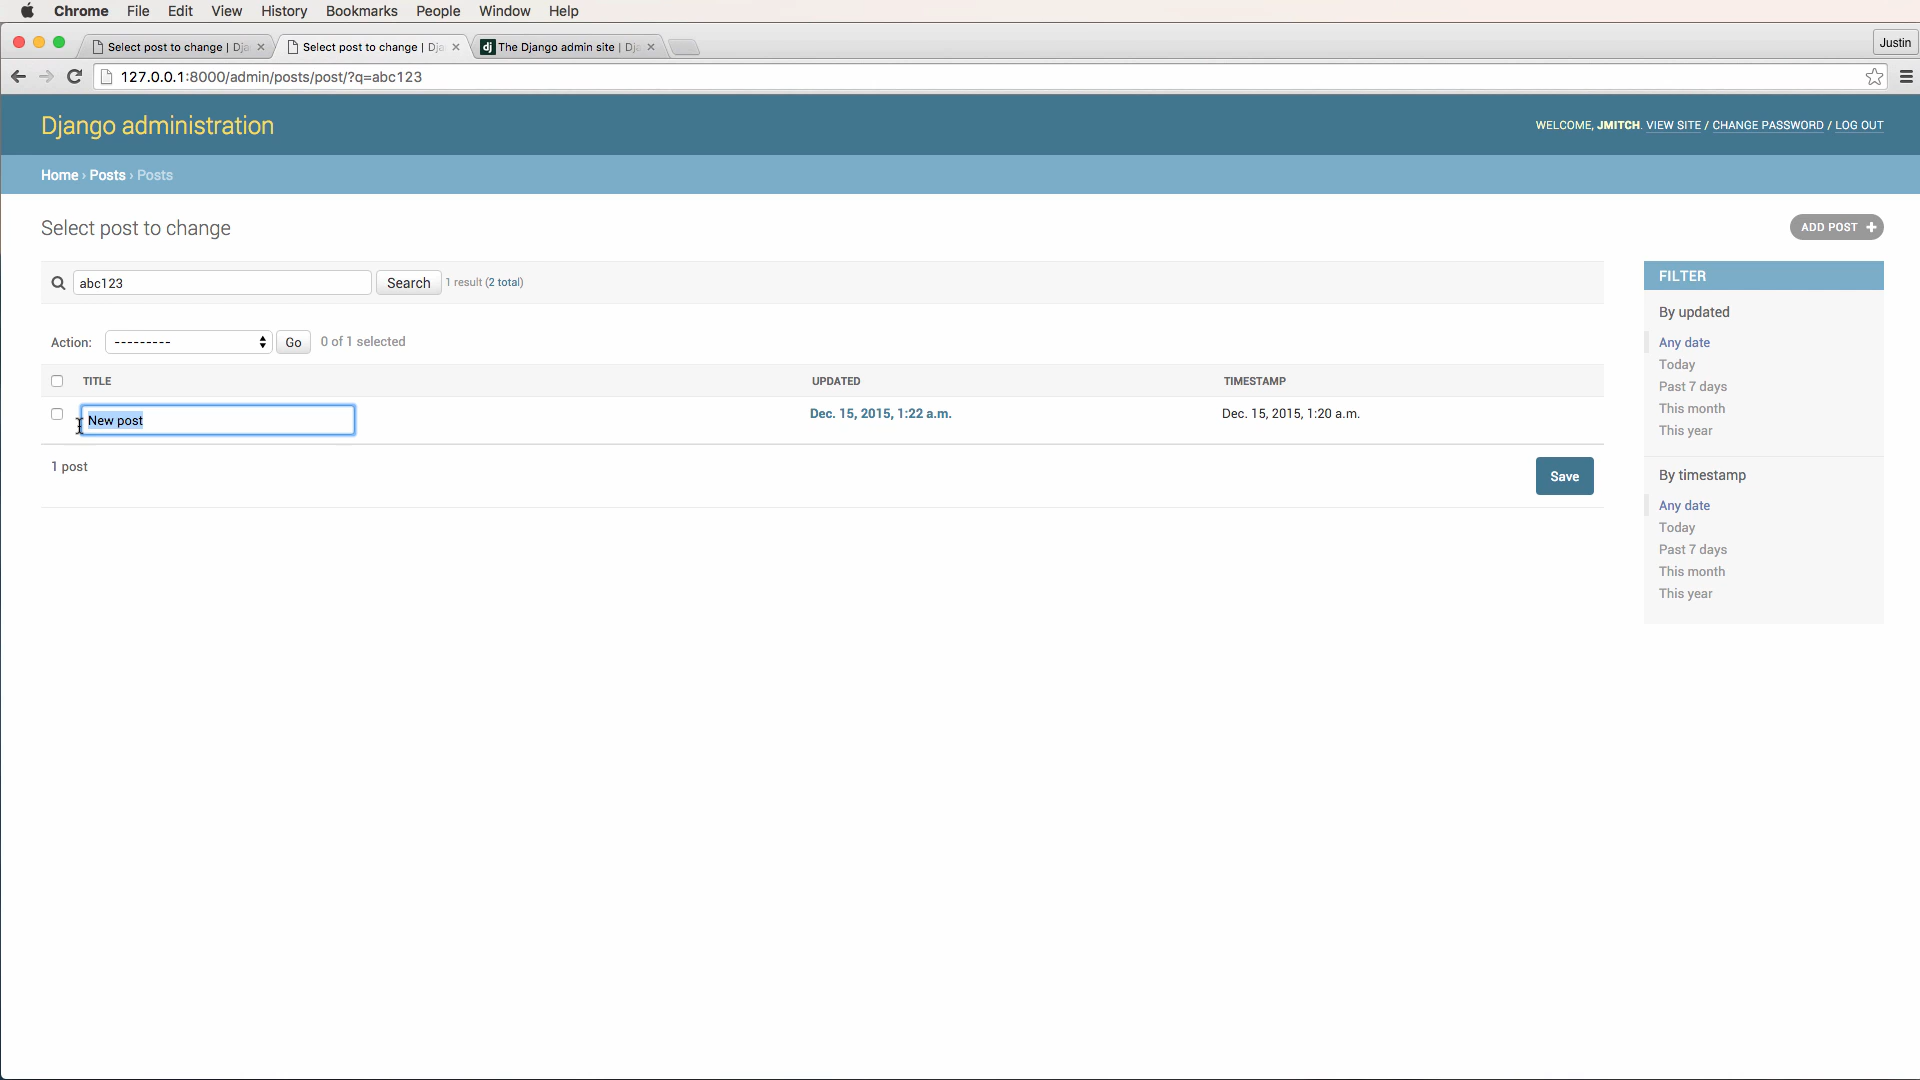 Chrome File Edit View History Bookmarks People Window Help
Select post to change | Dja
Select post to change | Dja
dj The Django admin site | Dja
Justin
127.0.0.1:8000/admin/posts/post/?q=abc123
Django administration
WELCOME, JMITCH. VIEW SITE / CHANGE PASSWORD / LOG OUT
Home › Posts › Posts
Select post to change
ADD POST +
abc123 Search 1 result (2 total)
Action: --------- Go 0 of 1 selected
TITLE UPDATED TIMESTAMP
New post Dec. 15, 2015, 1:22 a.m. Dec. 15, 2015, 1:20 a.m.
1 post
Save
FILTER
By updated
Any date
Today
Past 7 days
This month
This year
By timestamp
Any date
Today
Past 7 days
This month
This year